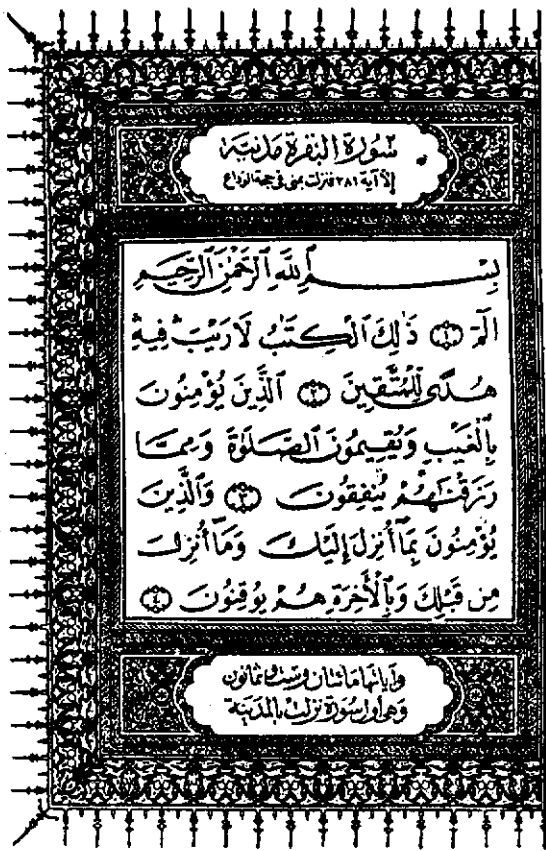 سُورَةُ الْبَقَرَةِ مَدَنِيَّة
إلا آية ٢٨١ فنزلت بمنى في حجة الوداع
بِسْمِ ٱللَّهِ ٱلرَّحْمَٰنِ ٱلرَّحِيمِ
الٓمٓ ۝١ ذَٰلِكَ ٱلْكِتَٰبُ لَا رَيْبَ ۛ فِيهِ ۛ
هُدًى لِّلْمُتَّقِينَ ۝٢ ٱلَّذِينَ يُؤْمِنُونَ
بِٱلْغَيْبِ وَيُقِيمُونَ ٱلصَّلَوٰةَ وَمِمَّا
رَزَقْنَٰهُمْ يُنفِقُونَ ۝٣ وَٱلَّذِينَ
يُؤْمِنُونَ بِمَآ أُنزِلَ إِلَيْكَ وَمَآ أُنزِلَ
مِن قَبْلِكَ وَبِٱلْأَخِرَةِ هُمْ يُوقِنُونَ ۝٤
وآياتها مائتان وست وثمانون
وهي أول سورة نزلت بالمدينة